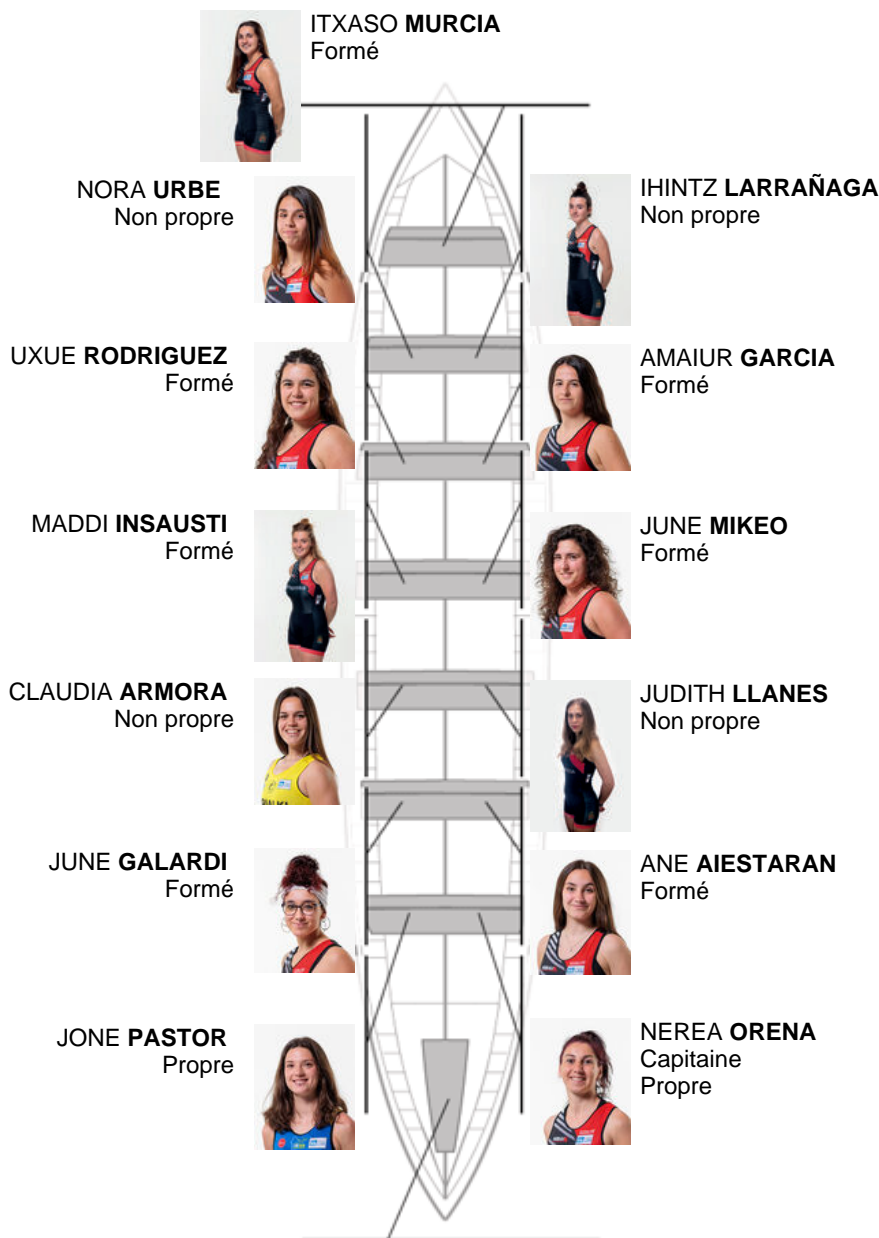 ITXASO MURCIA
Formé
NORA URBE
Non propre
IHINTZ LARRAÑAGA
Non propre
UXUE RODRIGUEZ
Formé
AMAIUR GARCIA
Formé
MADDI INSAUSTI
Formé
JUNE MIKEO
Formé
CLAUDIA ARMORA
Non propre
JUDITH LLANES
Non propre
JUNE GALARDI
Formé
ANE AIESTARAN
Formé
JONE PASTOR
Propre
NEREA ORENA
Capitaine
Propre